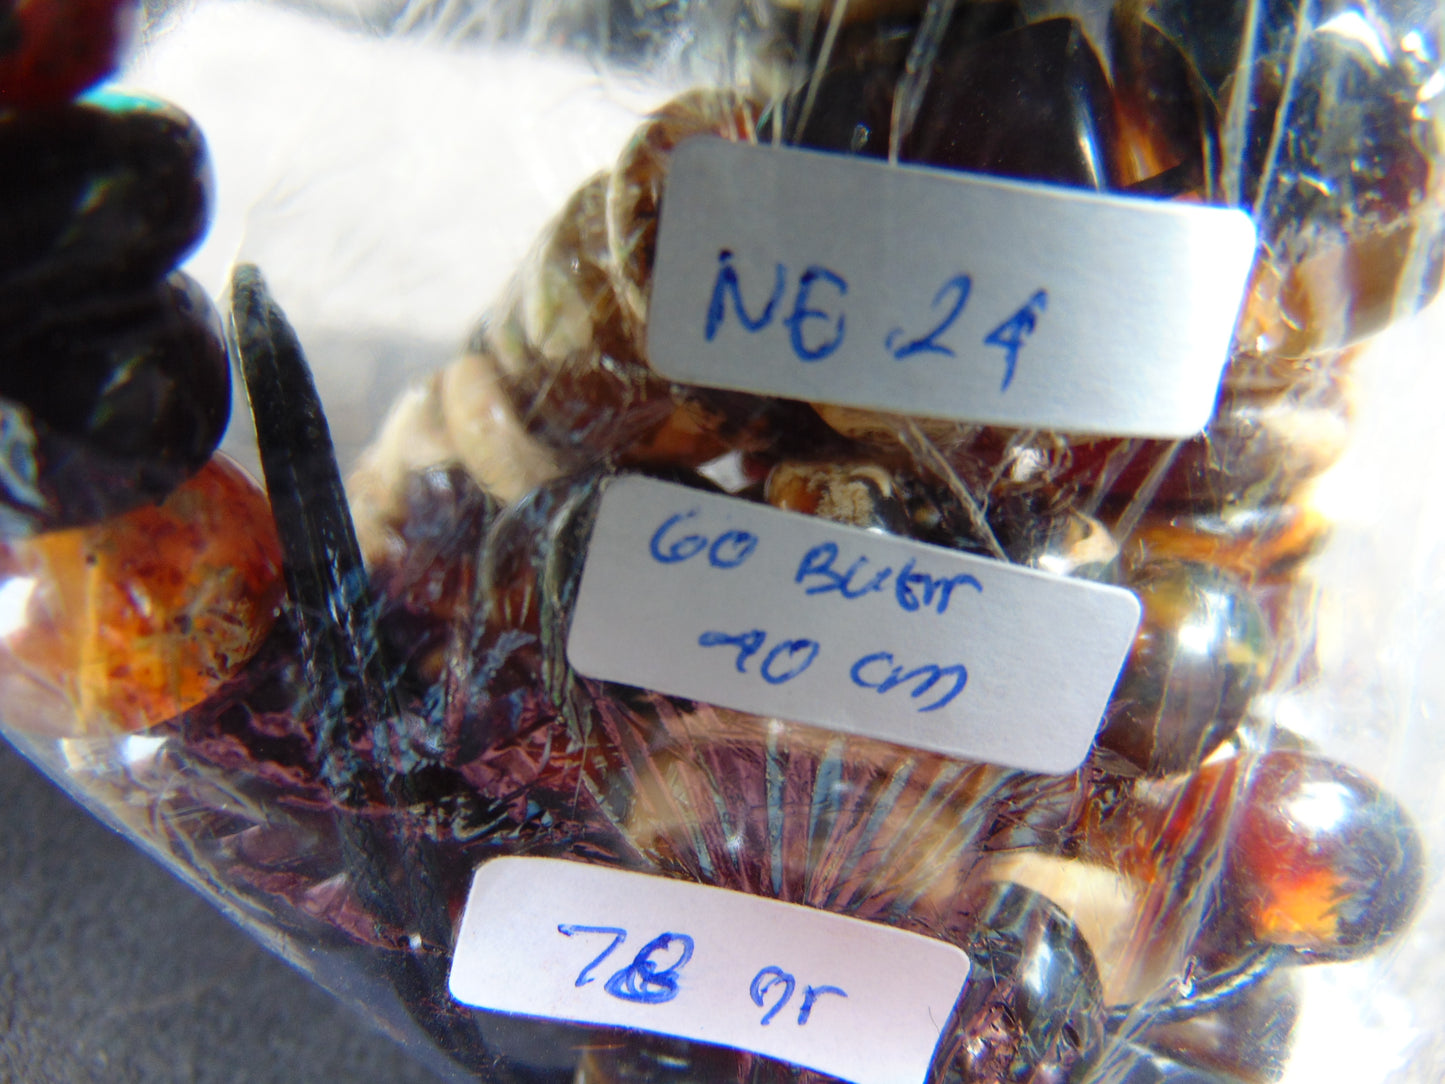 NE 24
60 Butir
90 cm
78 gr